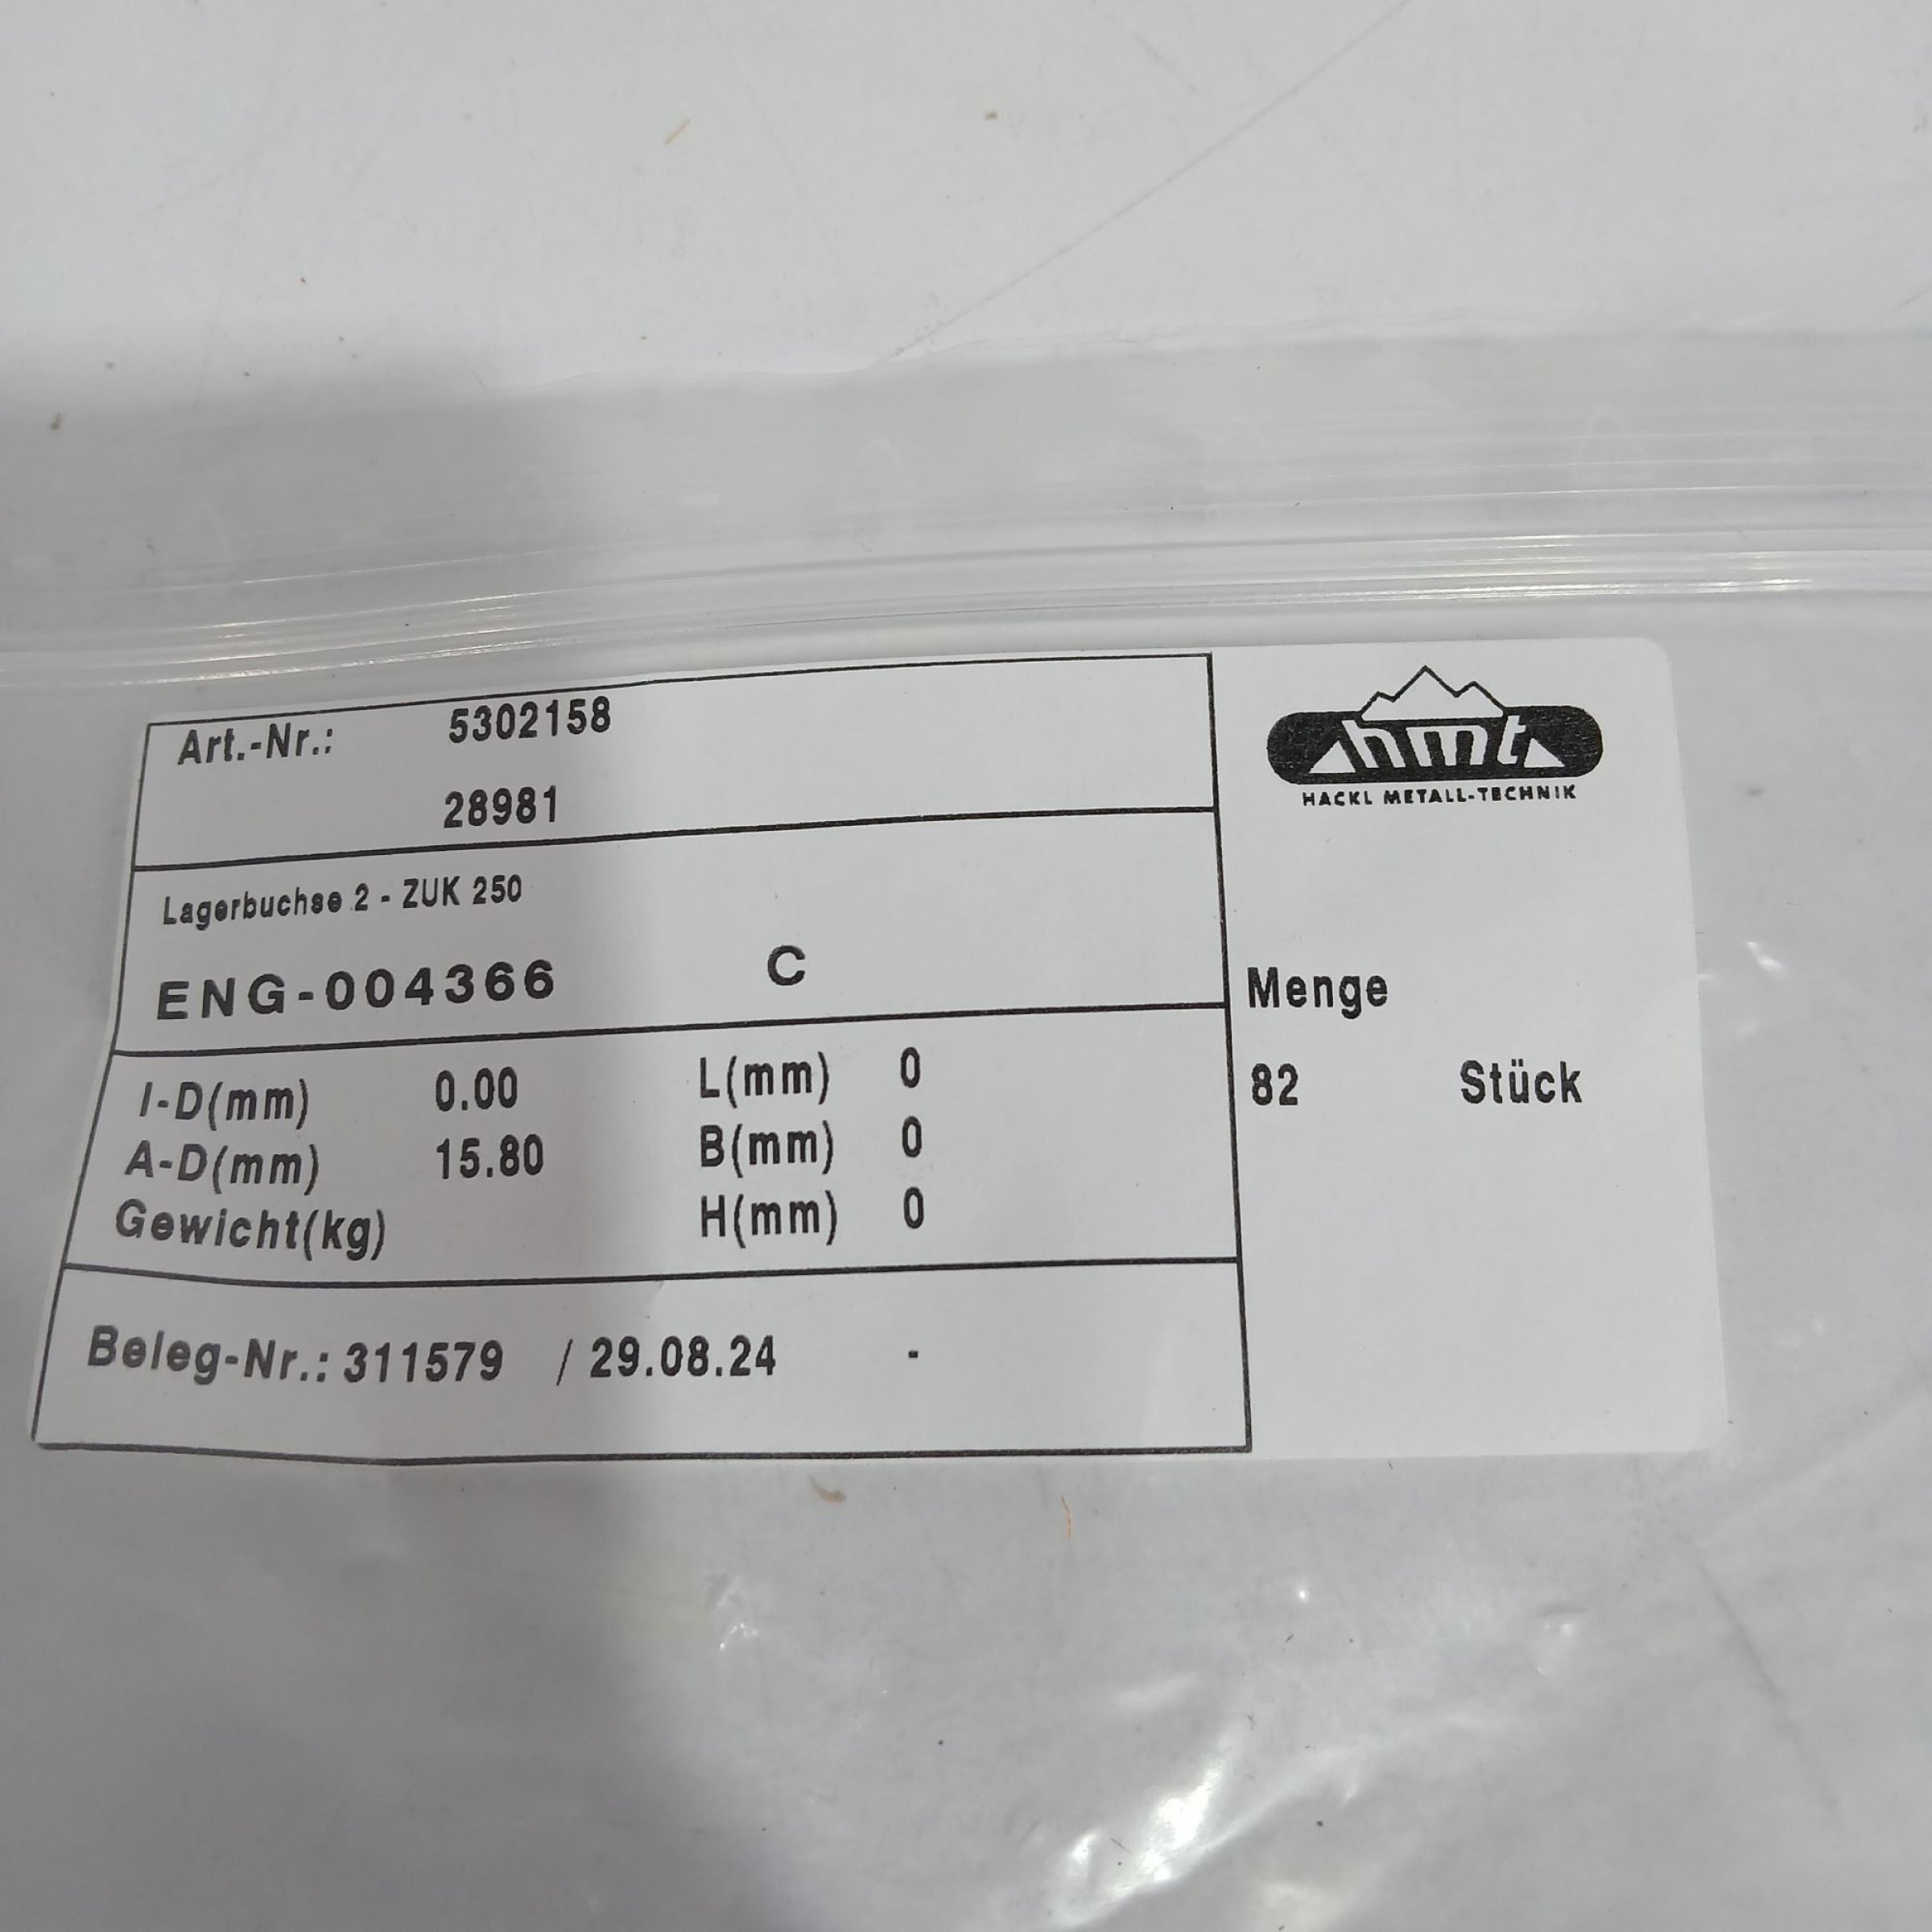 Art.-Nr.: 5302158
28981
hmt
HACKL METALL-TECHNIK
Lagerbuchse 2 - ZUK 250
ENG-004366 C
I-D(mm) 0.00 L(mm) 0
A-D(mm) 15.80 B(mm) 0
Gewicht(kg) H(mm) 0
Beleg-Nr.: 311579 / 29.08.24 -
Menge
82 Stück